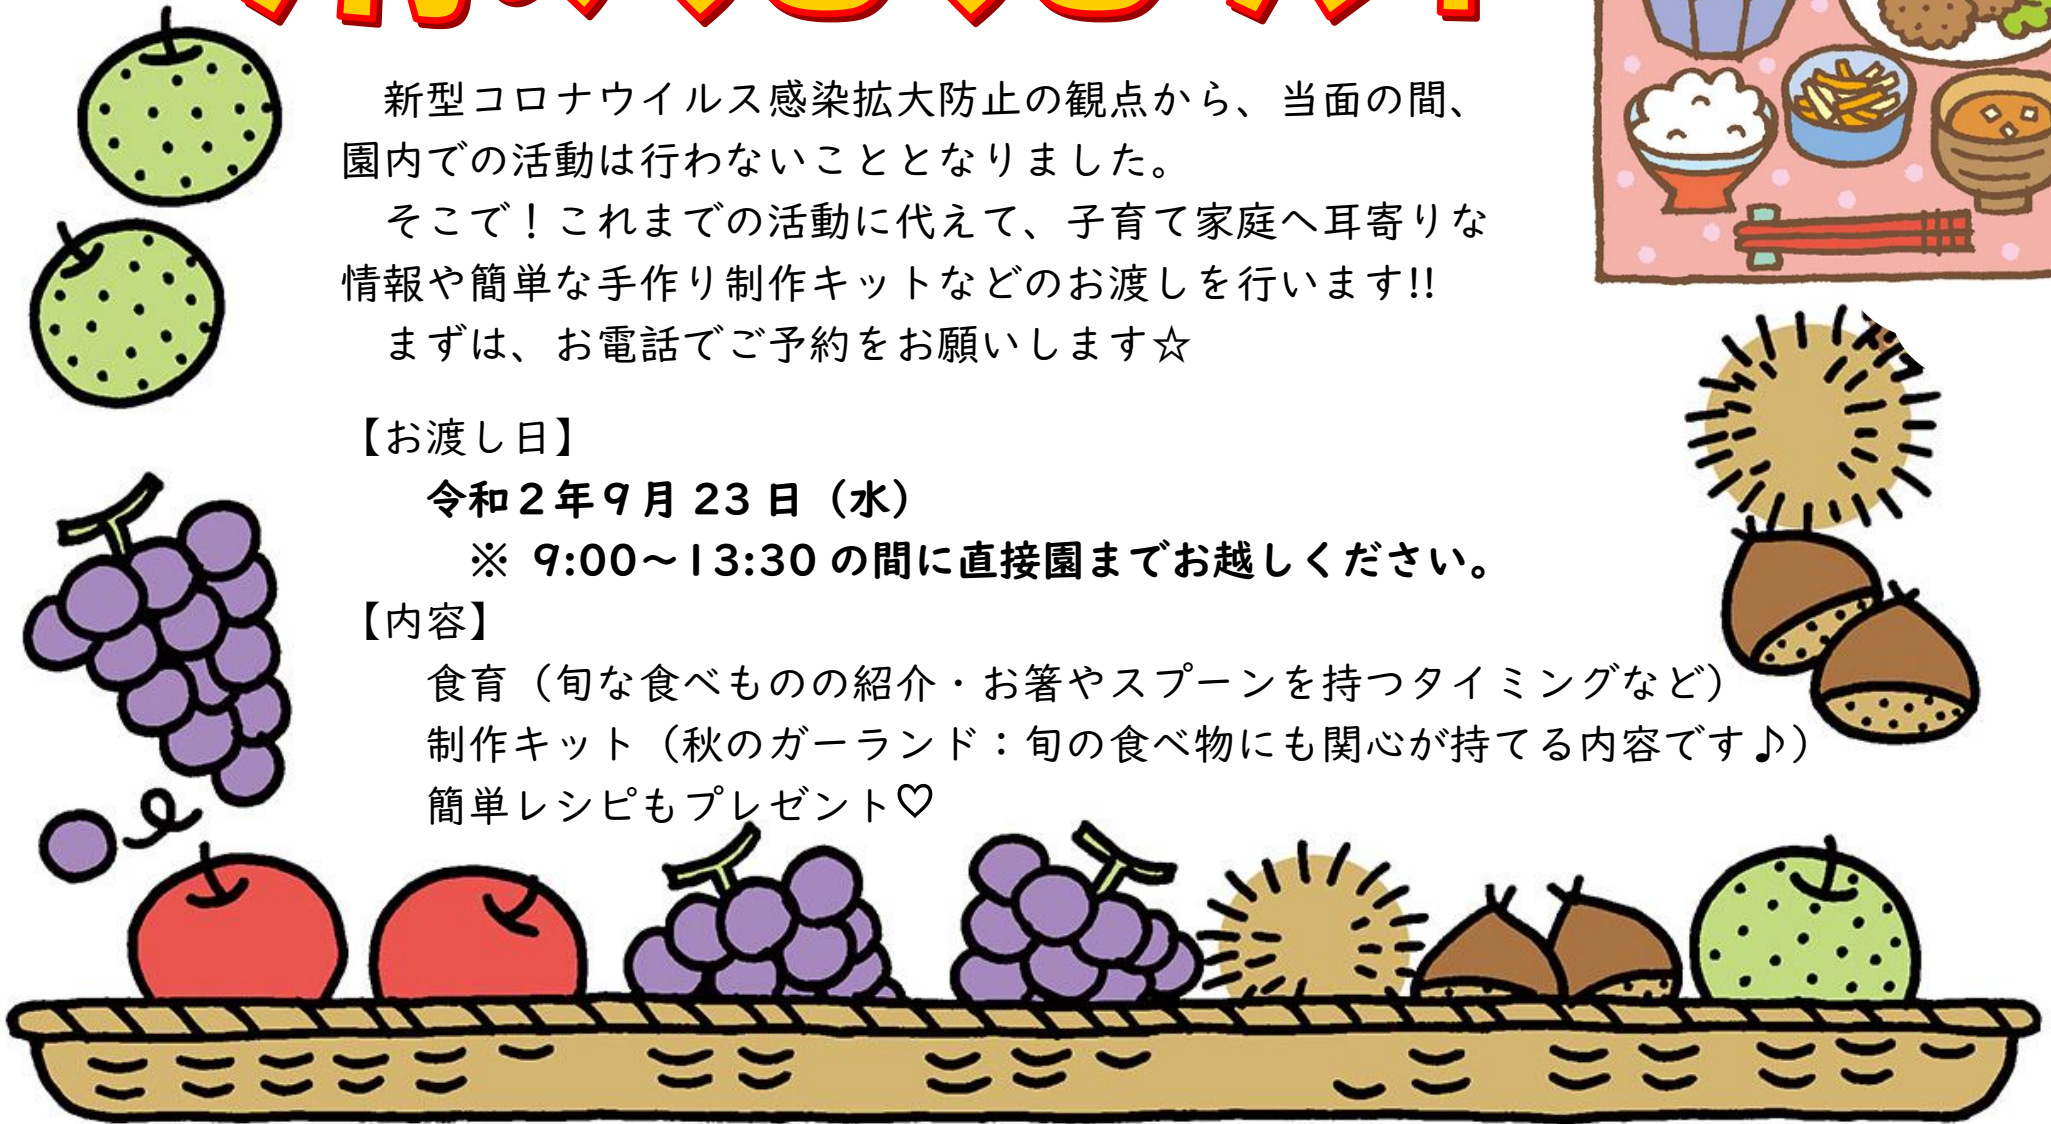 新型コロナウイルス感染拡大防止の観点から、当面の間、
園内での活動は行わないこととなりました。
そこで！これまでの活動に代えて、子育て家庭へ耳寄りな
情報や簡単な手作り制作キットなどのお渡しを行います!!
まずは、お電話でご予約をお願いします☆
【お渡し日】
令和２年９月 23 日（水）
※ 9:00～13:30 の間に直接園までお越しください。
【内容】
食育（旬な食べものの紹介・お箸やスプーンを持つタイミングなど）
制作キット（秋のガーランド：旬の食べ物にも関心が持てる内容です♪）
簡単レシピもプレゼント♡